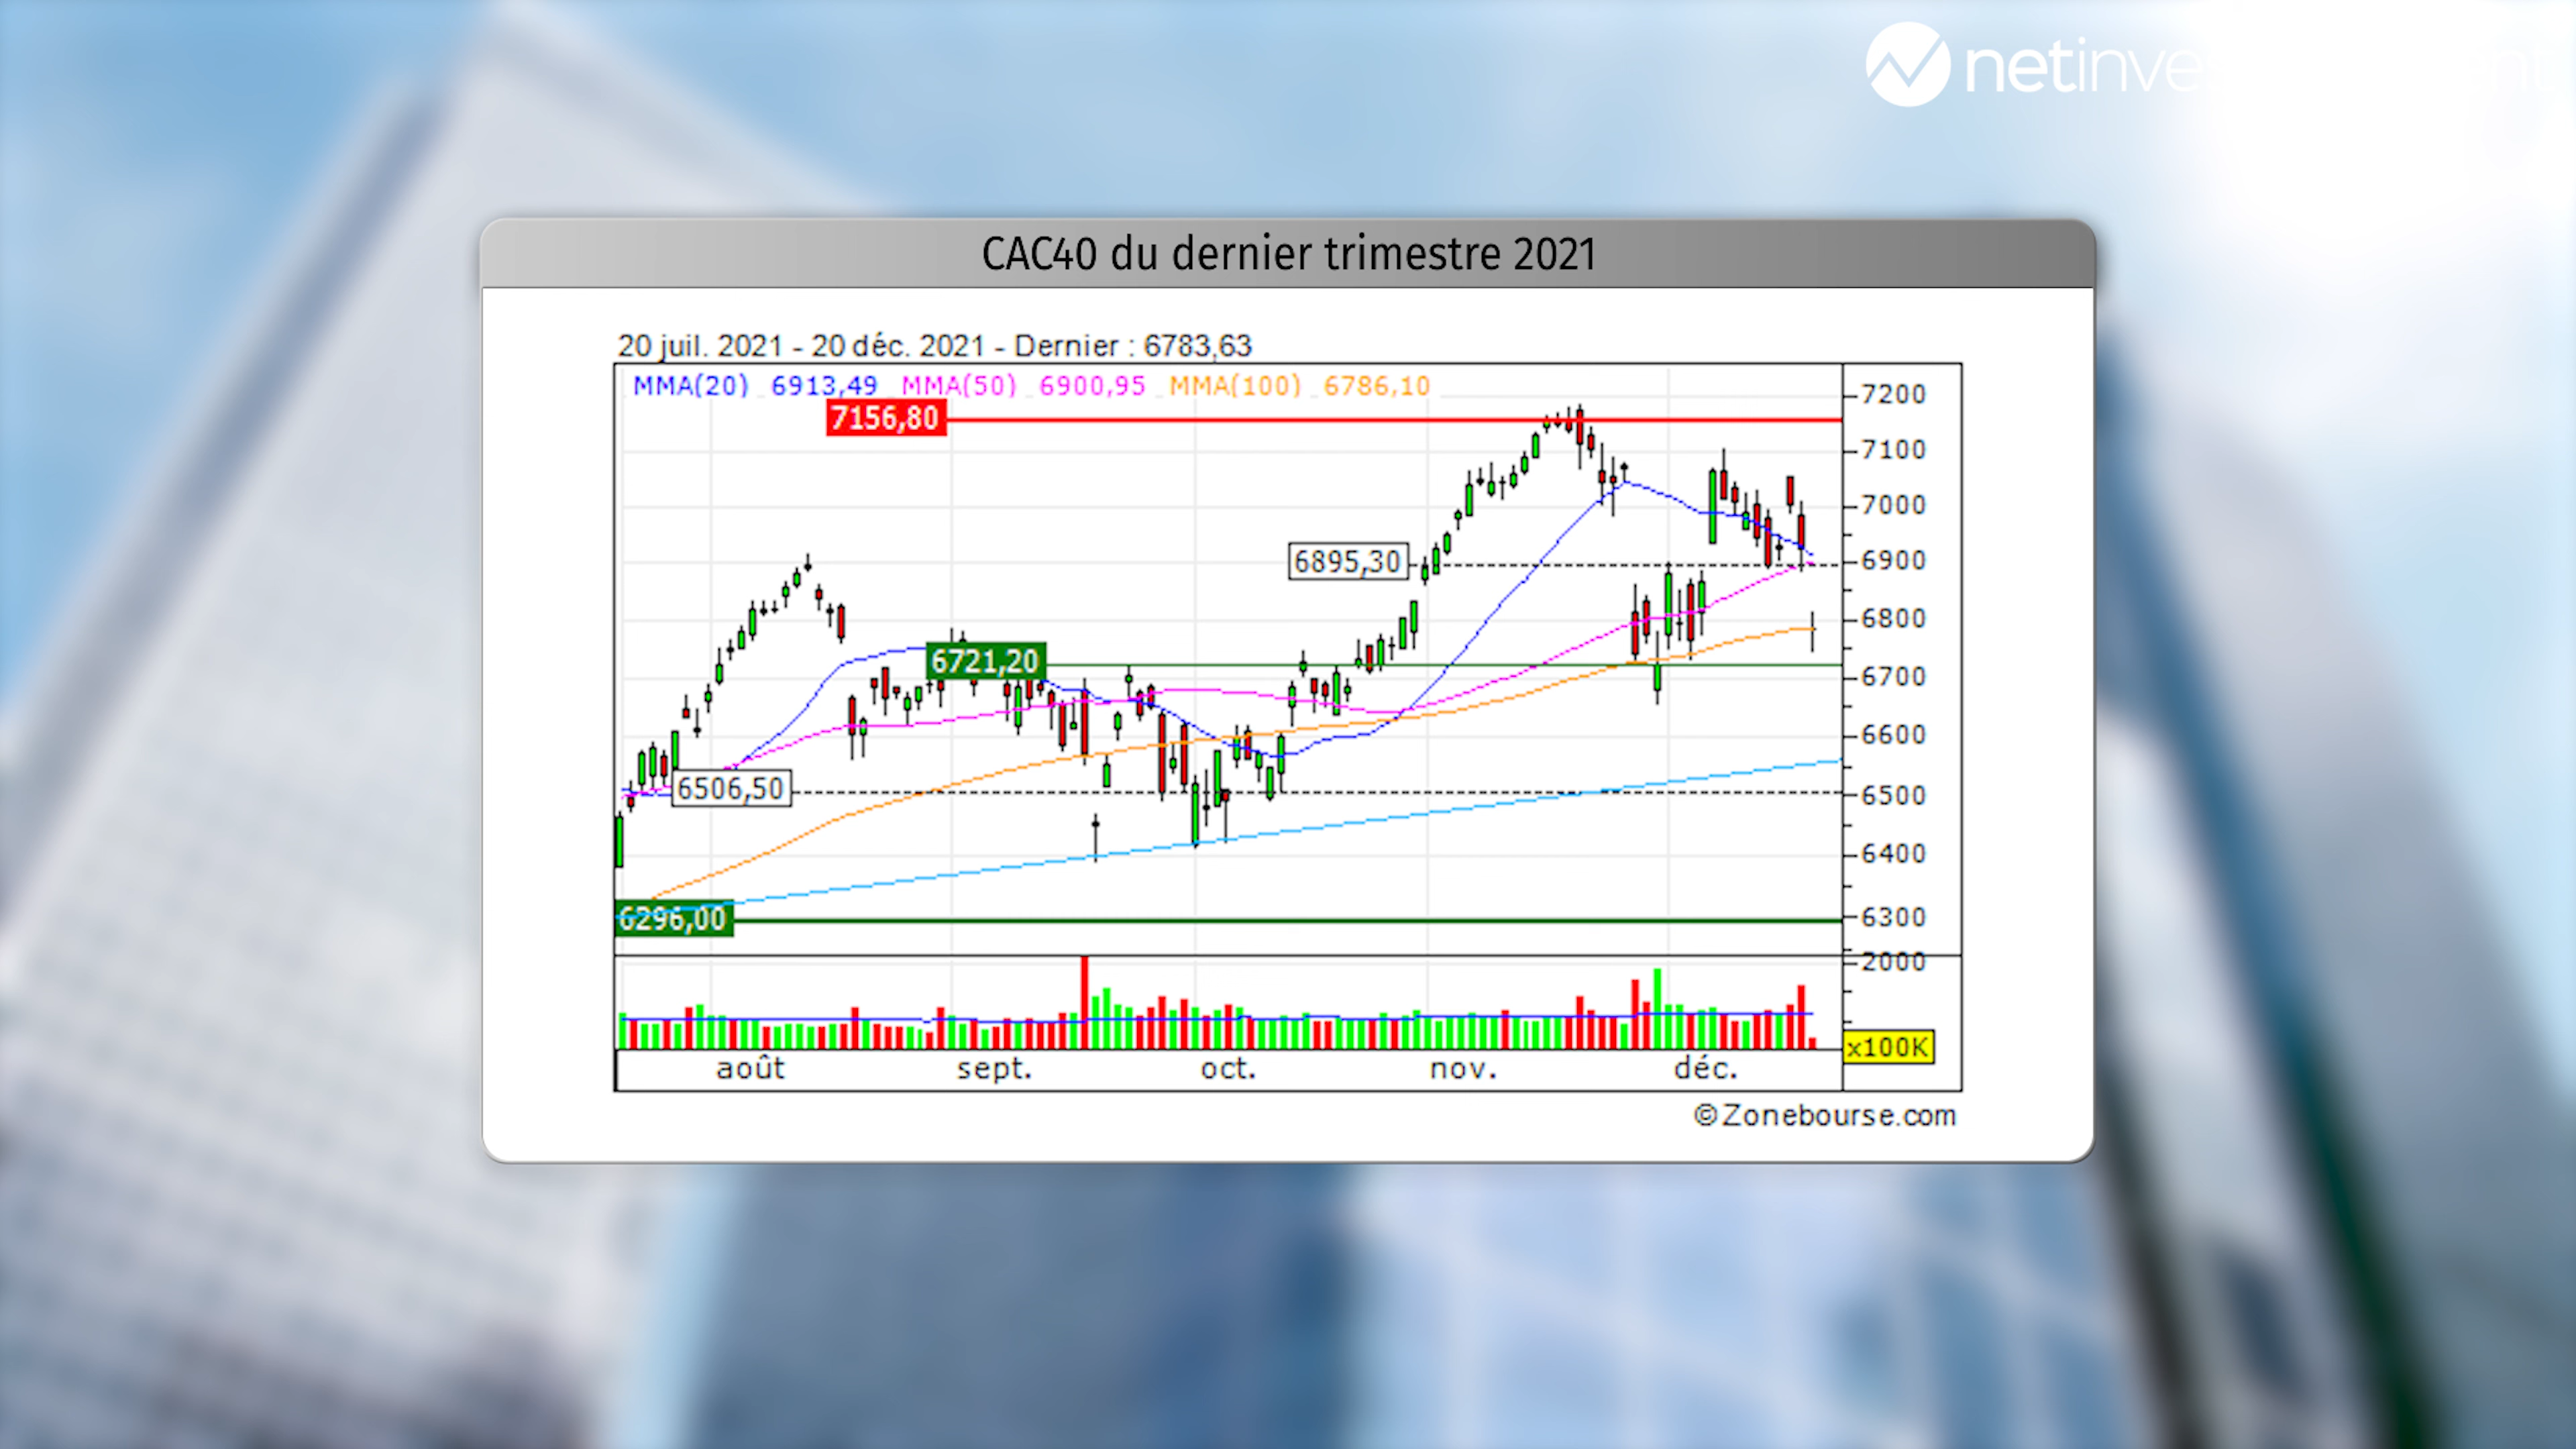 netinve
CAC40 du dernier trimestre 2021
20 juil. 2021 - 20 déc. 2021 - Dernier : 6783,63
MMA(20) 6913,49 MMA(50) 6900,95 MMA(100) 6786,10
7156,80
7200
7100
7000
6895,30
6900
6800
6721,20
6700
6600
6506,50
6500
6400
6296,00
6300
2000
x100K
août sept. oct. nov. déc.
©Zonebourse.com